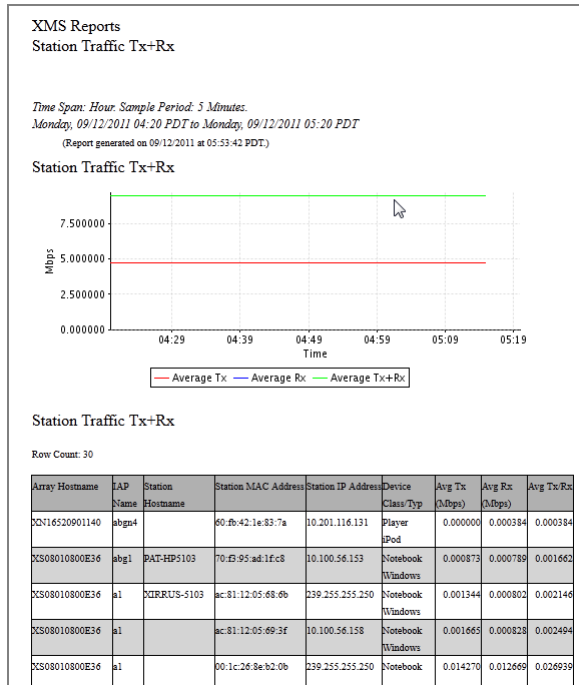 XMS Reports
Station Traffic Tx+Rx
Time Span: Hour. Sample Period: 5 Minutes.
Monday, 09/12/2011 04:20 PDT to Monday, 09/12/2011 05:20 PDT
(Report generated on 09/12/2011 at 05:53:42 PDT.)
Station Traffic Tx+Rx
7.500000
5.000000
2.500000
0.000000
Mbps
04:29 04:39 04:49 04:59 05:09 05:19
Time
Average Tx Average Rx Average Tx+Rx
Station Traffic Tx+Rx
Row Count: 30
Array Hostname IAP Name Station Hostname Station MAC Address Station IP Address Device Class/Typ Avg Tx (Mbps) Avg Rx (Mbps) Avg Tx/Rx
XN16520901140 abgn4 60:fb:42:1e:83:7a 10.201.116.131 Player iPod 0.000000 0.000384 0.000384
XS08010800E36 abg1 PAT-HP5103 70:f3:95:ad:1f:c8 10.100.56.153 Notebook Windows 0.000873 0.000789 0.001662
XS08010800E36 a1 XIRRUS-5103 ac:81:12:05:68:6b 239.255.255.250 Notebook Windows 0.001344 0.000802 0.002146
XS08010800E36 a1 ac:81:12:05:69:3f 10.100.56.158 Notebook Windows 0.001665 0.000828 0.002494
XS08010800E36 a1 00:1c:26:8e:b2:0b 239.255.255.250 Notebook 0.014270 0.012669 0.026939